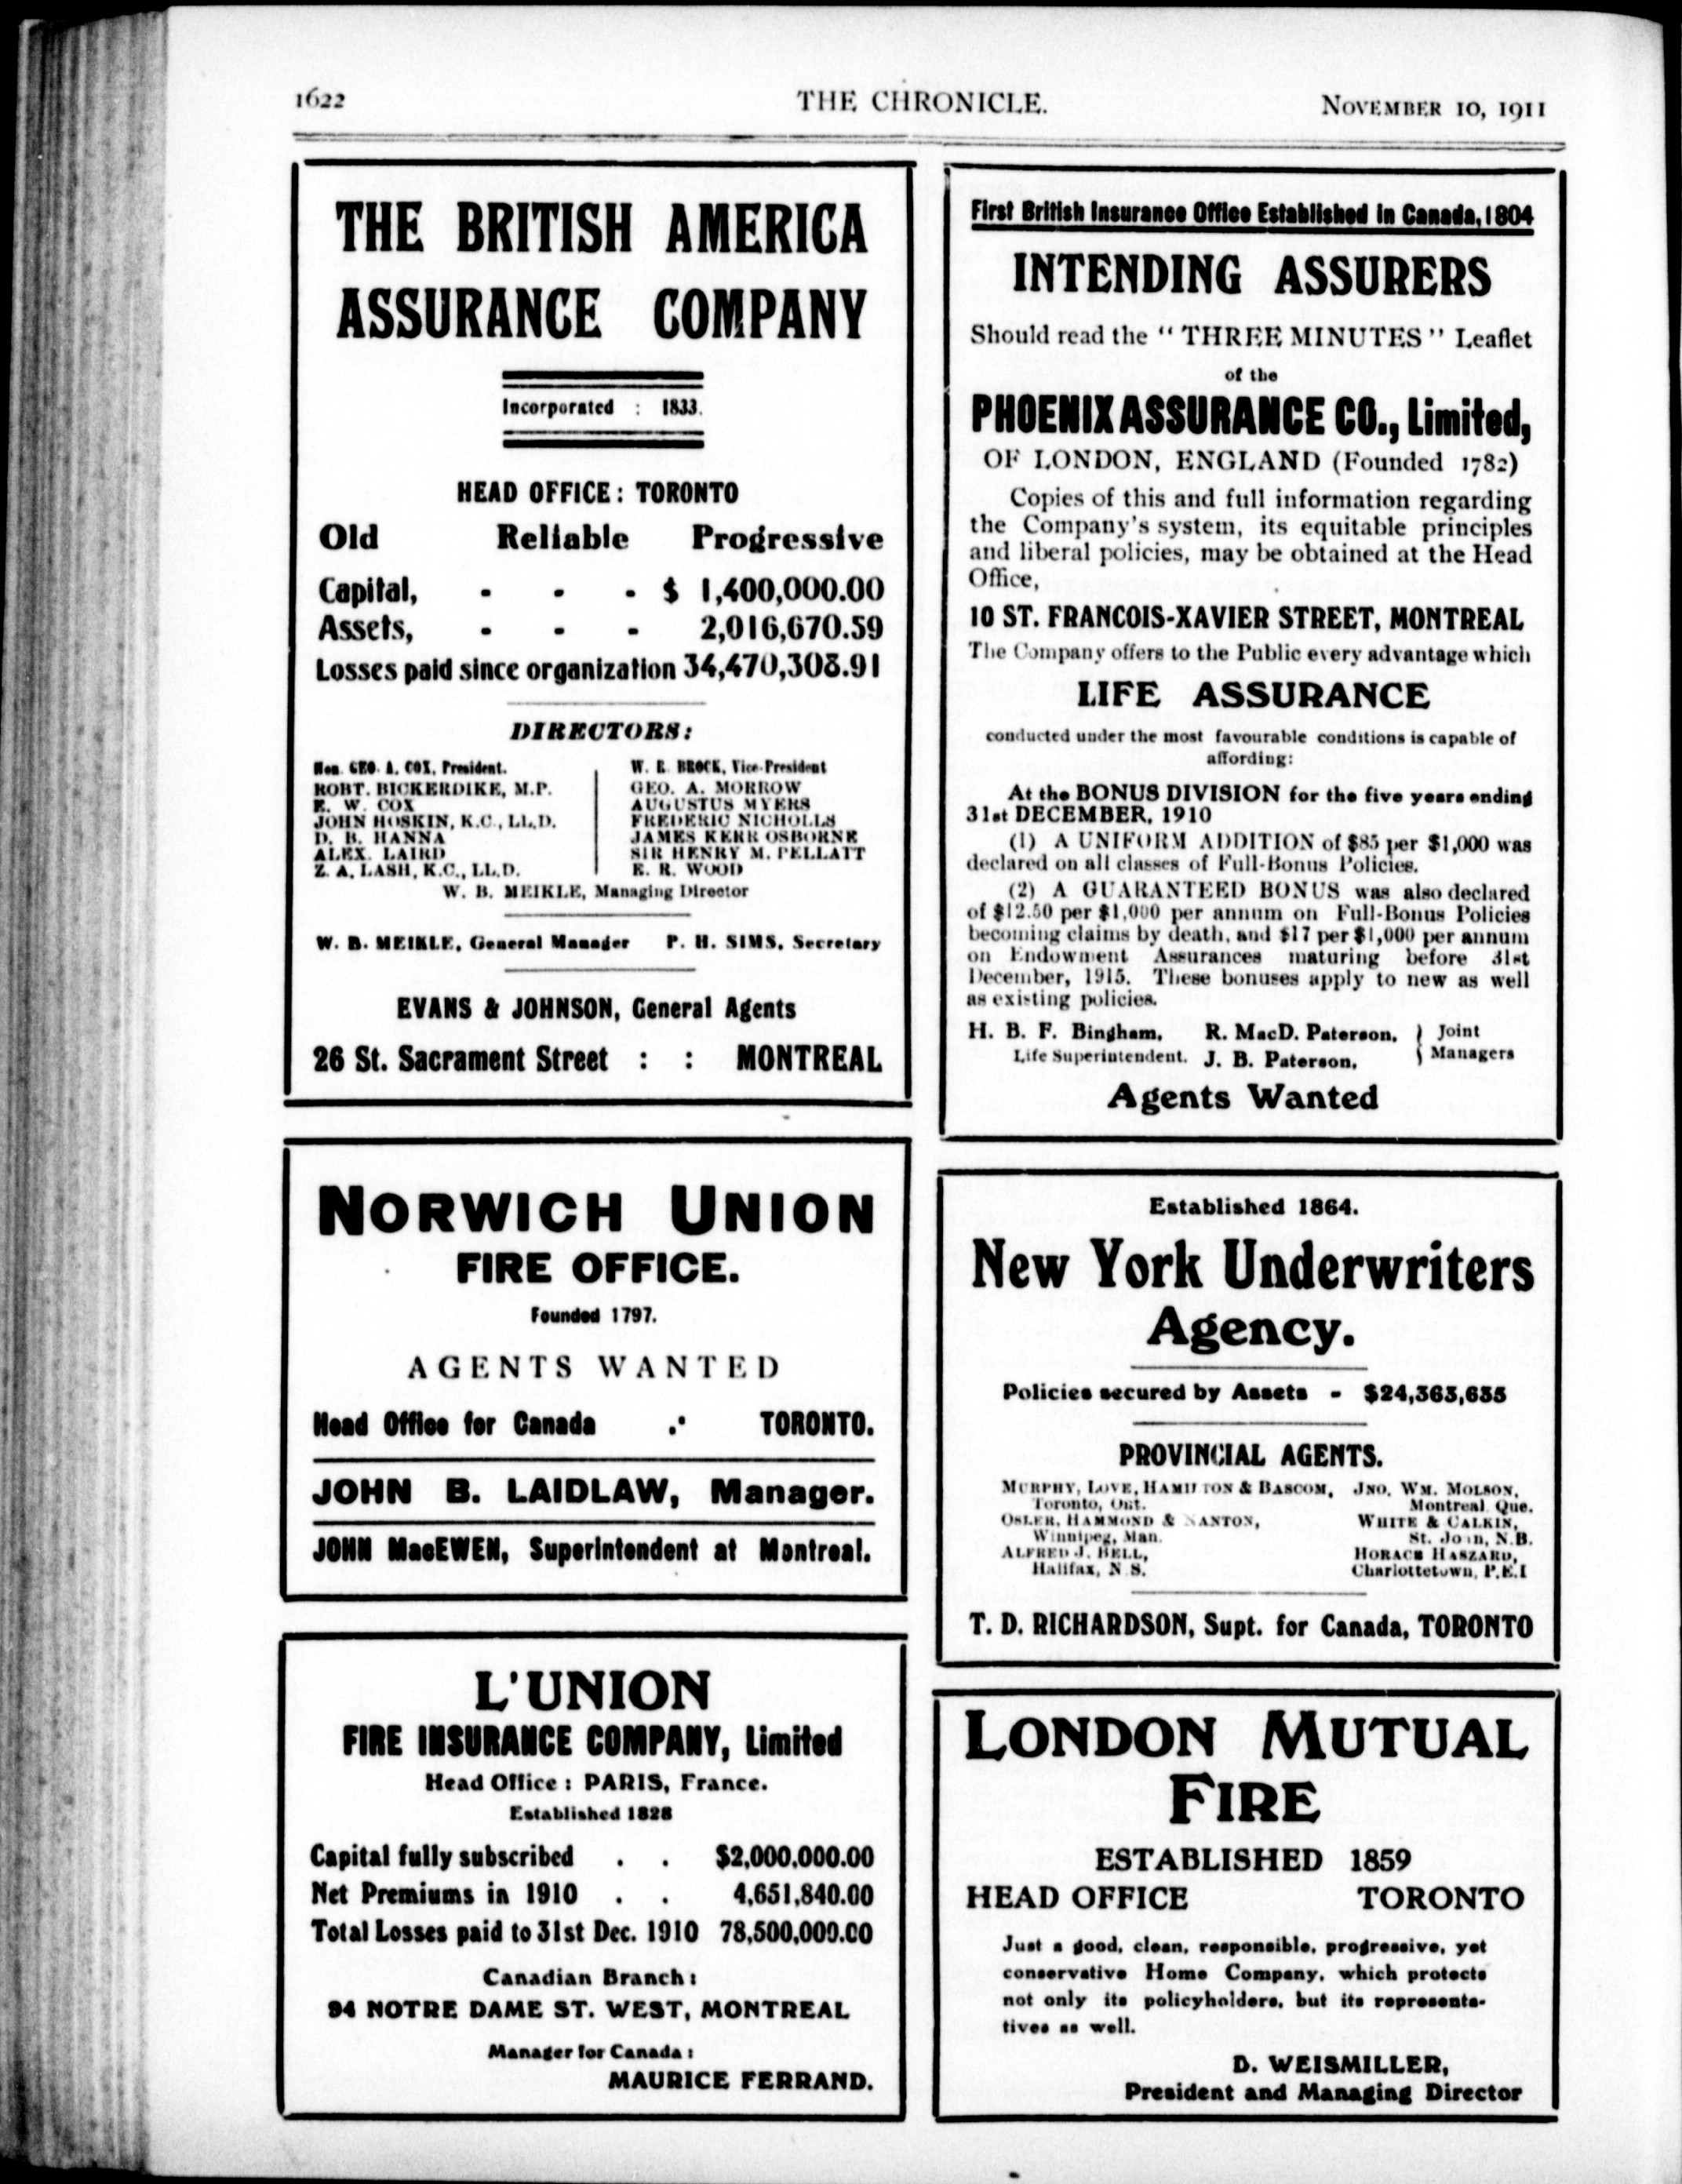 1622
THE CHRONICLE.
NOVEMBER 10, 1911
THE BRITISH AMERICA
ASSURANCE COMPANY
Incorporated : 1833.
HEAD OFFICE : TORONTO
Old Reliable Progressive
Capital, - - - $ 1,400,000.00
Assets, - - - 2,016,670.59
Losses paid since organization 34,470,308.91
DIRECTORS:
Hon. GEO. A. COX, President.
ROBT. BICKERDIKE, M.P.
E. W. COX
JOHN HOSKIN, K.C., LL.D.
D. B. HANNA
ALEX. LAIRD
Z. A. LASH, K.C., LL.D.
W. R. BROCK, Vice-President
GEO. A. MORROW
AUGUSTUS MYERS
FREDERIC NICHOLLS
JAMES KERR OSBORNE
SIR HENRY M. PELLATT
E. R. WOOD
W. B. MEIKLE, Managing Director
W. B. MEIKLE, General Manager P. H. SIMS, Secretary
EVANS & JOHNSON, General Agents
26 St. Sacrament Street : : MONTREAL
NORWICH UNION
FIRE OFFICE.
Founded 1797.
AGENTS WANTED
Head Office for Canada .· TORONTO.
JOHN B. LAIDLAW, Manager.
JOHN MacEWEN, Superintendent at Montreal.
L'UNION
FIRE INSURANCE COMPANY, Limited
Head Office : PARIS, France.
Established 1828
Capital fully subscribed . . $2,000,000.00
Net Premiums in 1910 . . 4,651,840.00
Total Losses paid to 31st Dec. 1910 78,500,000.00
Canadian Branch :
94 NOTRE DAME ST. WEST, MONTREAL
Manager for Canada :
MAURICE FERRAND.
First British Insurance Office Established in Canada, 1804
INTENDING ASSURERS
Should read the "THREE MINUTES" Leaflet
of the
PHOENIX ASSURANCE CO., Limited,
OF LONDON, ENGLAND (Founded 1782)
Copies of this and full information regarding
the Company's system, its equitable principles
and liberal policies, may be obtained at the Head
Office,
10 ST. FRANCOIS-XAVIER STREET, MONTREAL
The Company offers to the Public every advantage which
LIFE ASSURANCE
conducted under the most favourable conditions is capable of
affording:
At the BONUS DIVISION for the five years ending
31st DECEMBER, 1910
(1) A UNIFORM ADDITION of $85 per $1,000 was
declared on all classes of Full-Bonus Policies.
(2) A GUARANTEED BONUS was also declared
of $12.50 per $1,000 per annum on Full-Bonus Policies
becoming claims by death, and $17 per $1,000 per annum
on Endowment Assurances maturing before 31st
December, 1915. These bonuses apply to new as well
as existing policies.
H. B. F. Bingham, R. MacD. Paterson, } Joint
Life Superintendent. J. B. Paterson, } Managers
Agents Wanted
Established 1864.
New York Underwriters
Agency.
Policies secured by Assets - $24,363,635
PROVINCIAL AGENTS.
MURPHY, LOVE, HAMILTON & BASCOM,
Toronto, Ont.
OSLER, HAMMOND & NANTON,
Winnipeg, Man.
ALFRED J. BELL,
Halifax, N.S.
JNO. WM. MOLSON,
Montreal, Que.
WHITE & CALKIN,
St. John, N.B.
HORACE HASZARD,
Charlottetown, P.E.I
T. D. RICHARDSON, Supt. for Canada, TORONTO
LONDON MUTUAL
FIRE
ESTABLISHED 1859
HEAD OFFICE TORONTO
Just a good, clean, responsible, progressive, yet
conservative Home Company, which protects
not only its policyholders, but its representa-
tives as well.
D. WEISMILLER,
President and Managing Director